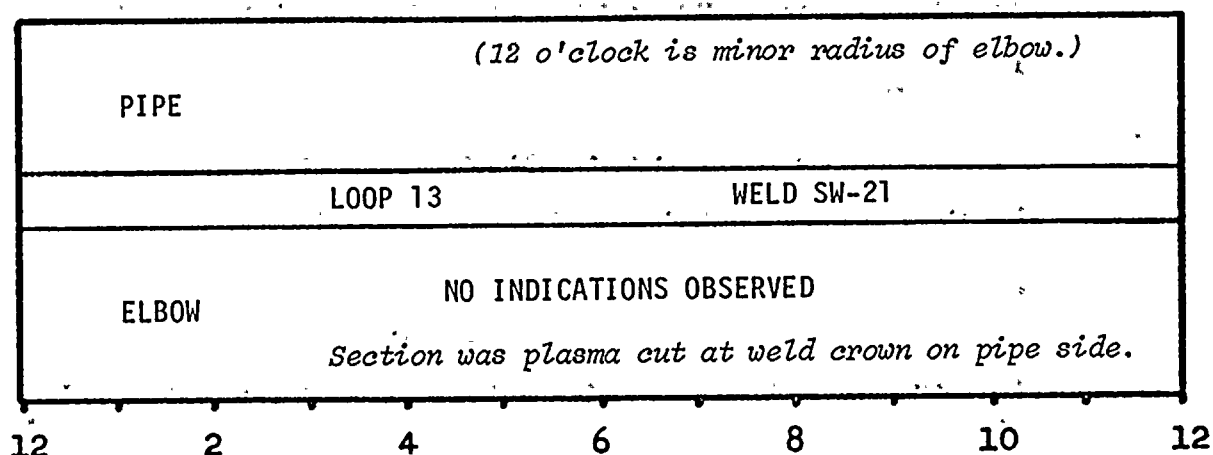 (12 o'clock is minor radius of elbow.)
PIPE
LOOP 13 WELD SW-21
NO INDICATIONS OBSERVED
ELBOW
Section was plasma cut at weld crown on pipe side.
12 2 4 6 8 10 12